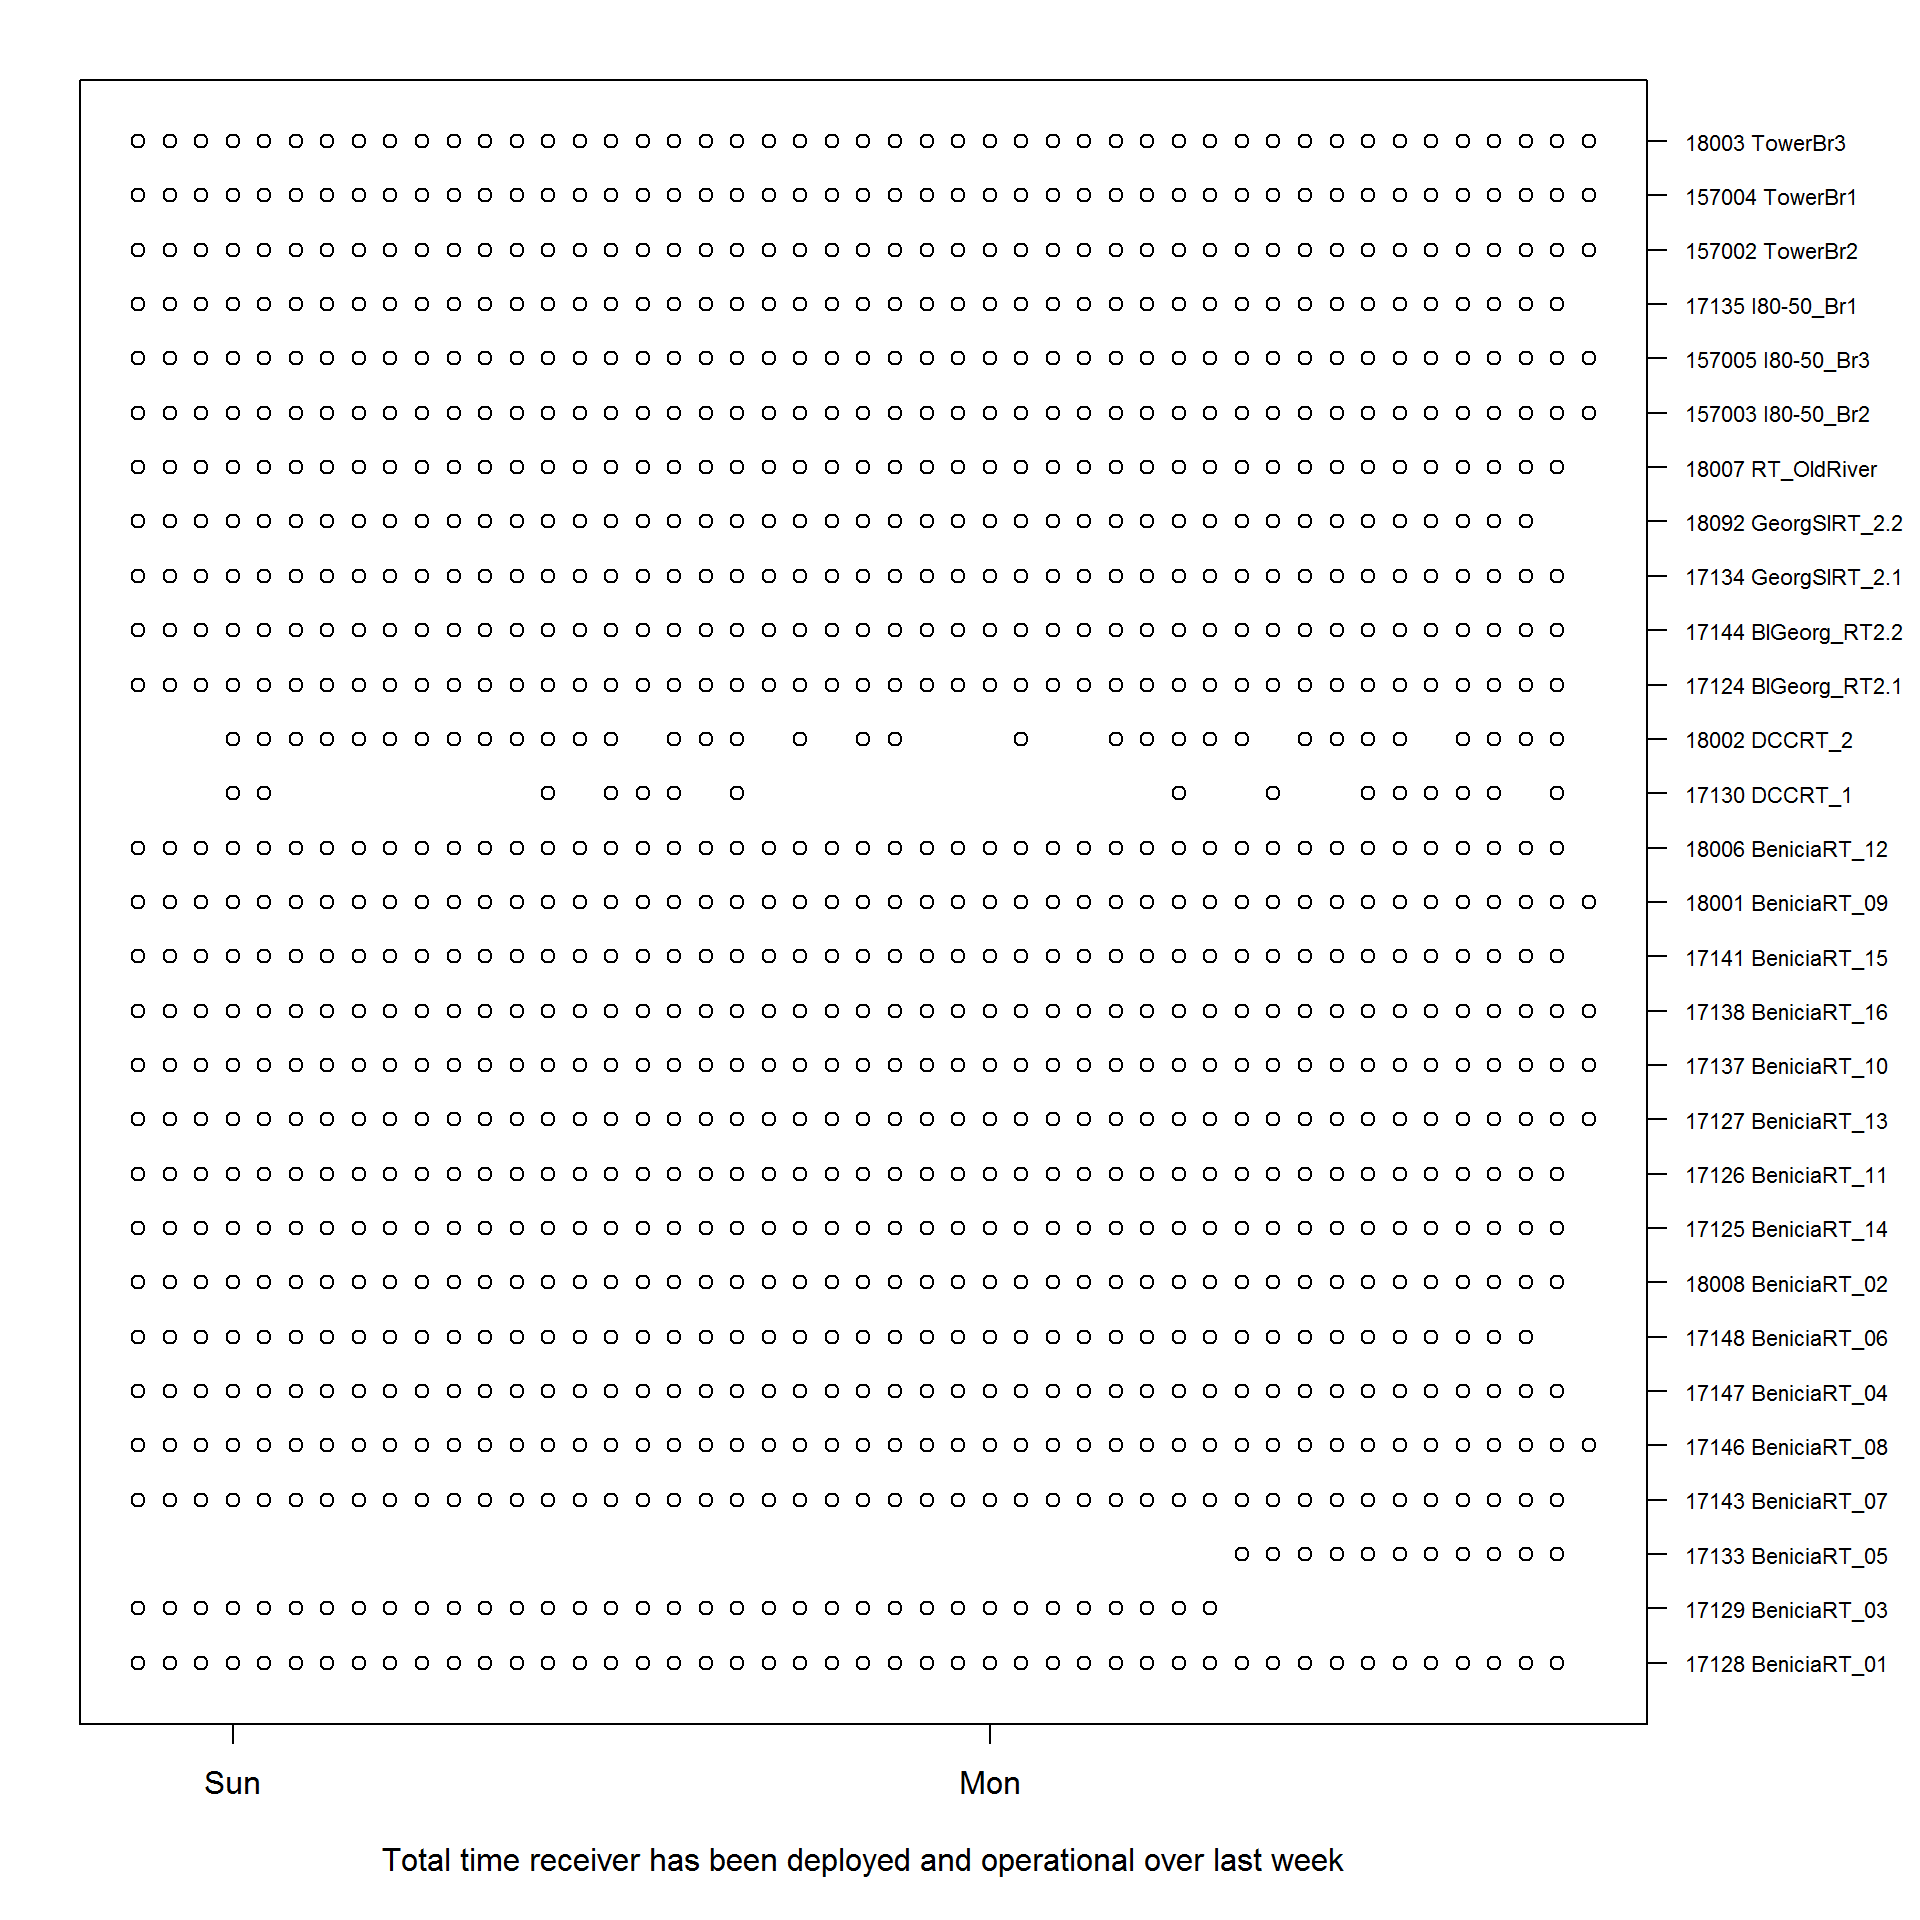 18003 TowerBr3
157004 TowerBr1
157002 TowerBr2
17135 I80-50_Br1
157005 I80-50_Br3
157003 I80-50_Br2
18007 RT_OldRiver
18092 GeorgSlRT_2.2
17134 GeorgSlRT_2.1
17144 BlGeorg_RT2.2
17124 BlGeorg_RT2.1
18002 DCCRT_2
17130 DCCRT_1
18006 BeniciaRT_12
18001 BeniciaRT_09
17141 BeniciaRT_15
17138 BeniciaRT_16
17137 BeniciaRT_10
17127 BeniciaRT_13
17126 BeniciaRT_11
17125 BeniciaRT_14
18008 BeniciaRT_02
17148 BeniciaRT_06
17147 BeniciaRT_04
17146 BeniciaRT_08
17143 BeniciaRT_07
17133 BeniciaRT_05
17129 BeniciaRT_03
17128 BeniciaRT_01
Sun Mon
Total time receiver has been deployed and operational over last week